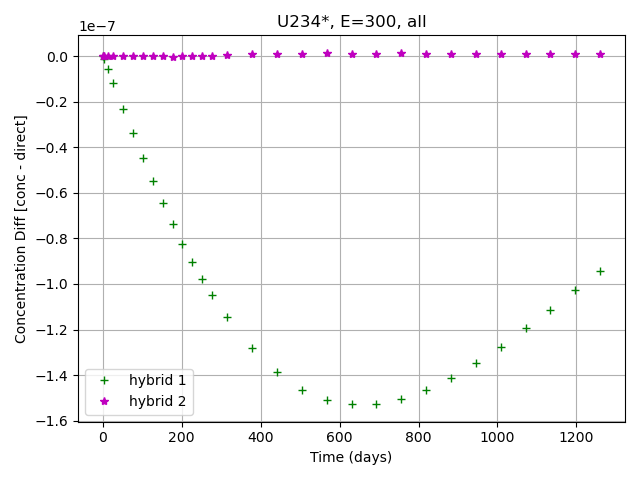 U234*, E=300, all
1e−7
0.0
−0.2
−0.4
−0.6
−0.8
−1.0
−1.2
−1.4
−1.6
Concentration Diff [conc - direct]
hybrid 1
hybrid 2
0 200 400 600 800 1000 1200
Time (days)